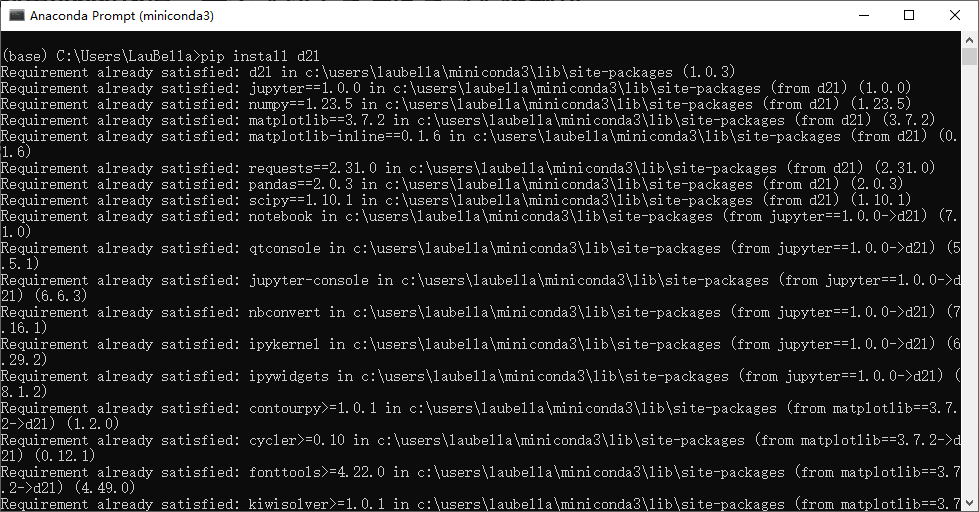 Anaconda Prompt (miniconda3)
(base) C:\Users\LauBella>pip install d2l
Requirement already satisfied: d2l in c:\users\laubella\miniconda3\lib\site-packages (1.0.3)
Requirement already satisfied: jupyter==1.0.0 in c:\users\laubella\miniconda3\lib\site-packages (from d2l) (1.0.0)
Requirement already satisfied: numpy==1.23.5 in c:\users\laubella\miniconda3\lib\site-packages (from d2l) (1.23.5)
Requirement already satisfied: matplotlib==3.7.2 in c:\users\laubella\miniconda3\lib\site-packages (from d2l) (3.7.2)
Requirement already satisfied: matplotlib-inline==0.1.6 in c:\users\laubella\miniconda3\lib\site-packages (from d2l) (0.
1.6)
Requirement already satisfied: requests==2.31.0 in c:\users\laubella\miniconda3\lib\site-packages (from d2l) (2.31.0)
Requirement already satisfied: pandas==2.0.3 in c:\users\laubella\miniconda3\lib\site-packages (from d2l) (2.0.3)
Requirement already satisfied: scipy==1.10.1 in c:\users\laubella\miniconda3\lib\site-packages (from d2l) (1.10.1)
Requirement already satisfied: notebook in c:\users\laubella\miniconda3\lib\site-packages (from jupyter==1.0.0->d2l) (7.
1.0)
Requirement already satisfied: qtconsole in c:\users\laubella\miniconda3\lib\site-packages (from jupyter==1.0.0->d2l) (5
.5.1)
Requirement already satisfied: jupyter-console in c:\users\laubella\miniconda3\lib\site-packages (from jupyter==1.0.0->d
2l) (6.6.3)
Requirement already satisfied: nbconvert in c:\users\laubella\miniconda3\lib\site-packages (from jupyter==1.0.0->d2l) (7
.16.1)
Requirement already satisfied: ipykernel in c:\users\laubella\miniconda3\lib\site-packages (from jupyter==1.0.0->d2l) (6
.29.2)
Requirement already satisfied: ipywidgets in c:\users\laubella\miniconda3\lib\site-packages (from jupyter==1.0.0->d2l) (
8.1.2)
Requirement already satisfied: contourpy>=1.0.1 in c:\users\laubella\miniconda3\lib\site-packages (from matplotlib==3.7.
2->d2l) (1.2.0)
Requirement already satisfied: cycler>=0.10 in c:\users\laubella\miniconda3\lib\site-packages (from matplotlib==3.7.2->d
2l) (0.12.1)
Requirement already satisfied: fonttools>=4.22.0 in c:\users\laubella\miniconda3\lib\site-packages (from matplotlib==3.7
.2->d2l) (4.49.0)
Requirement already satisfied: kiwisolver>=1.0.1 in c:\users\laubella\miniconda3\lib\site-packages (from matplotlib==3.7